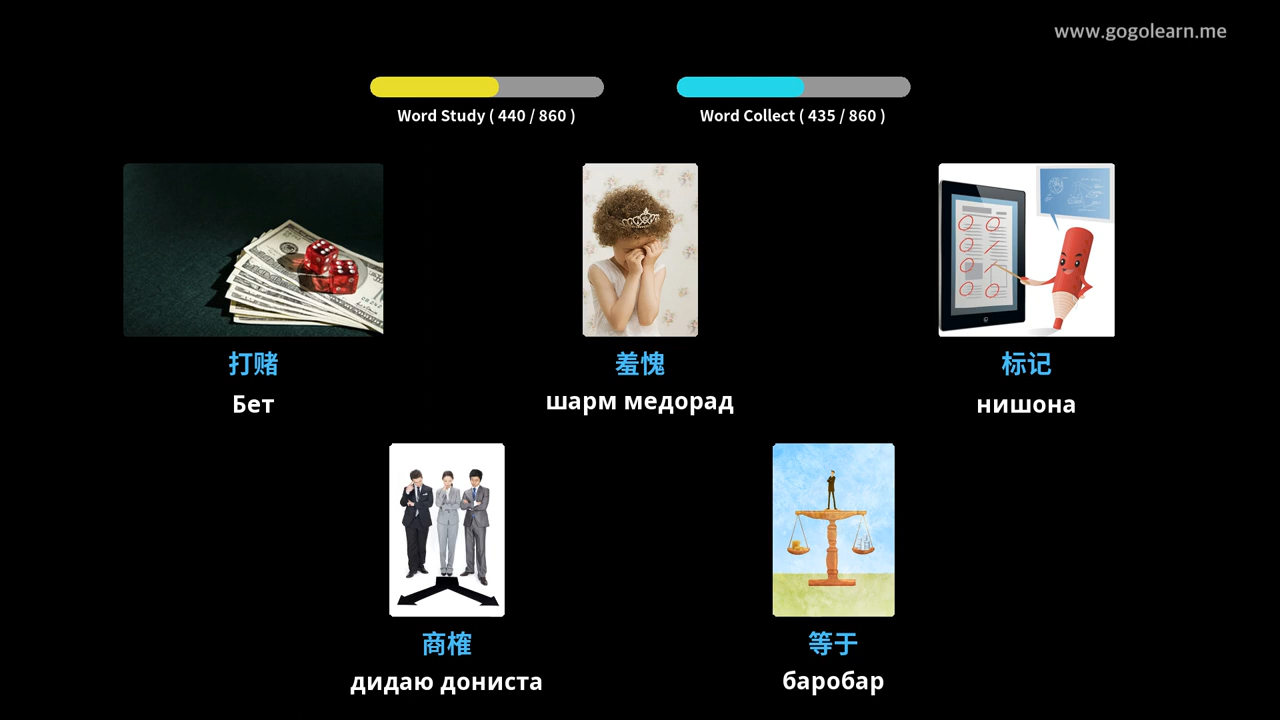 www.gogolearn.me
Word Study ( 440 / 860 )
Word Collect ( 435 / 860 )
打赌
羞愧
标记
Бет
шарм медорад
нишона
商榷
等于
дидаю дониста
баробар